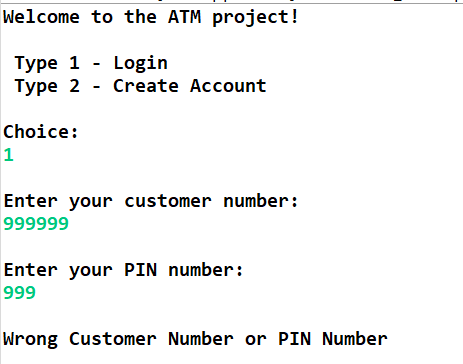 Welcome to the ATM project!
Type 1 - Login
Type 2 - Create Account
Choice:
1
Enter your customer number:
999999
Enter your PIN number:
999
Wrong Customer Number or PIN Number